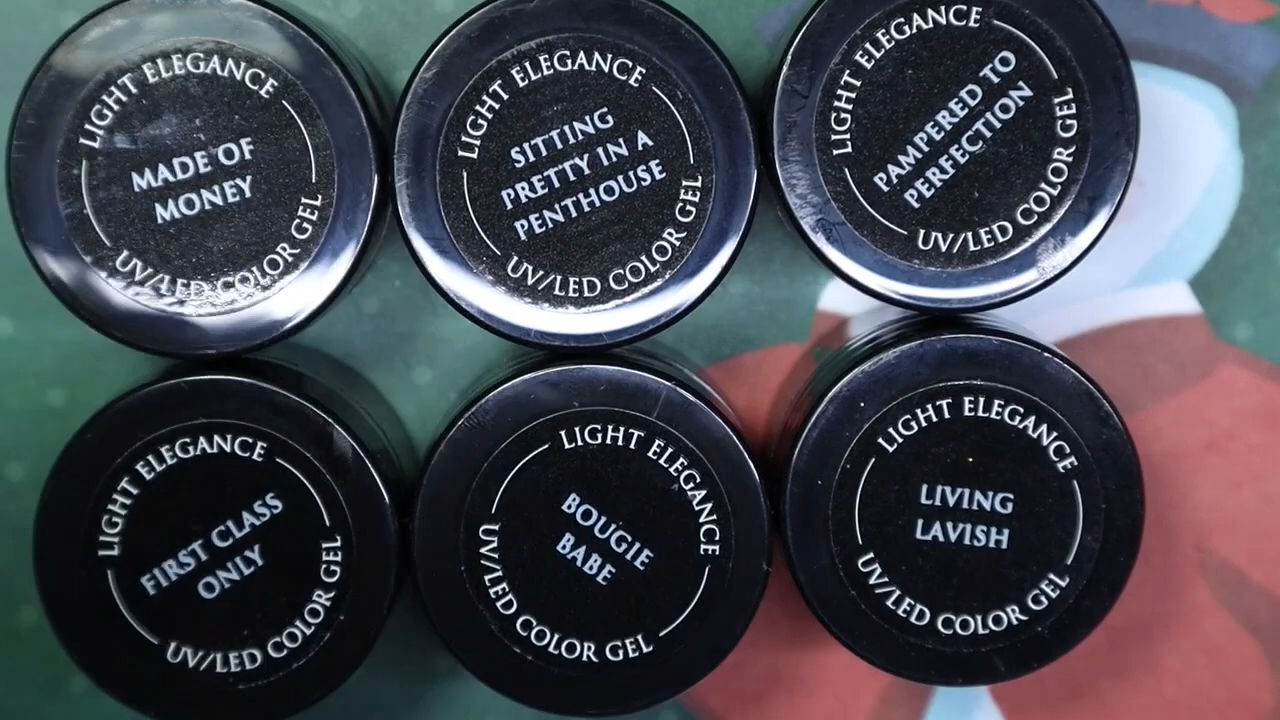 LIGHT ELEGANCE
MADE OF
MONEY
UV/LED COLOR GEL
LIGHT ELEGANCE
SITTING
PRETTY IN A
PENTHOUSE
UV/LED COLOR GEL
LIGHT ELEGANCE
PAMPERED TO
PERFECTION
UV/LED COLOR GEL
LIGHT ELEGANCE
FIRST CLASS
ONLY
UV/LED COLOR GEL
LIGHT ELEGANCE
BOUGIE
BABE
UV/LED COLOR GEL
LIGHT ELEGANCE
LIVING
LAVISH
UV/LED COLOR GEL